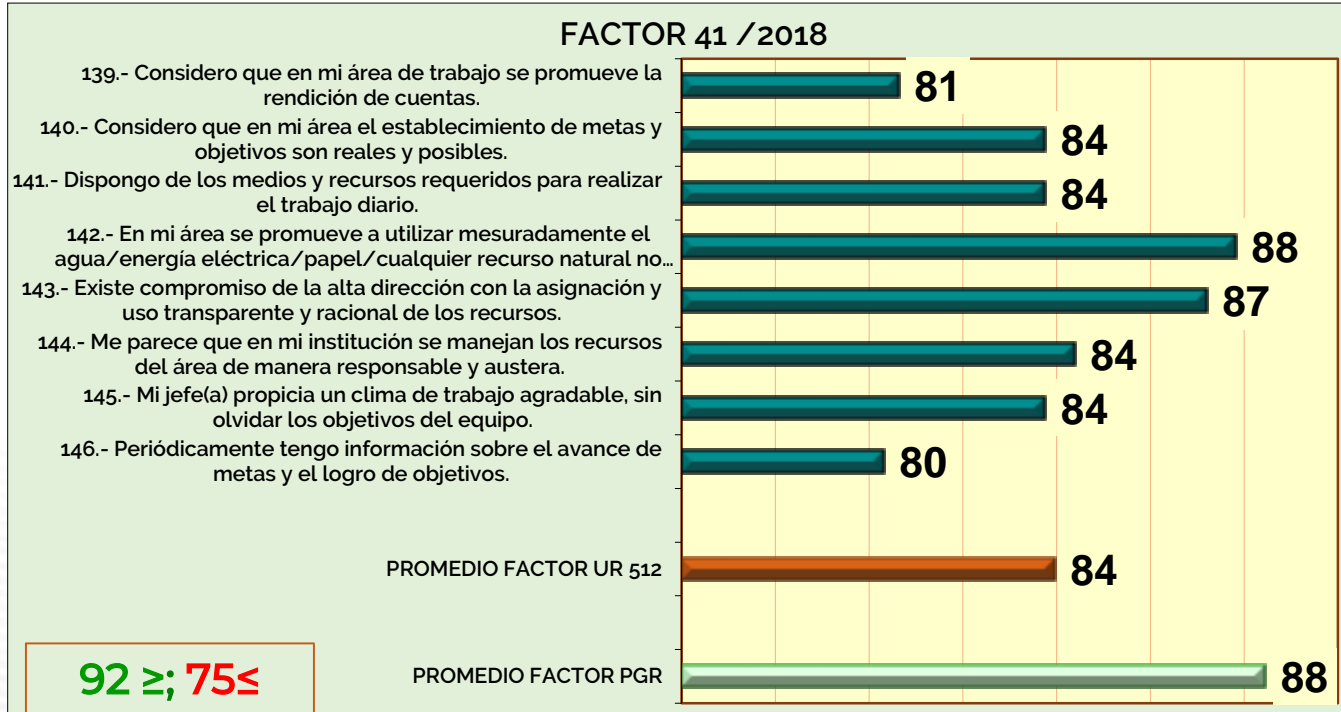 FACTOR 41 /2018
139.- Considero que en mi área de trabajo se promueve la
rendición de cuentas.
81
140.- Considero que en mi área el establecimiento de metas y
objetivos son reales y posibles.
84
141.- Dispongo de los medios y recursos requeridos para realizar
el trabajo diario.
84
142.- En mi área se promueve a utilizar mesuradamente el
agua/energía eléctrica/papel/cualquier recurso natural no…
88
143.- Existe compromiso de la alta dirección con la asignación y
uso transparente y racional de los recursos.
87
144.- Me parece que en mi institución se manejan los recursos
del área de manera responsable y austera.
84
145.- Mi jefe(a) propicia un clima de trabajo agradable, sin
olvidar los objetivos del equipo.
84
146.- Periódicamente tengo información sobre el avance de
metas y el logro de objetivos.
80
PROMEDIO FACTOR UR 512
84
PROMEDIO FACTOR PGR
88
92 ≥; 75≤